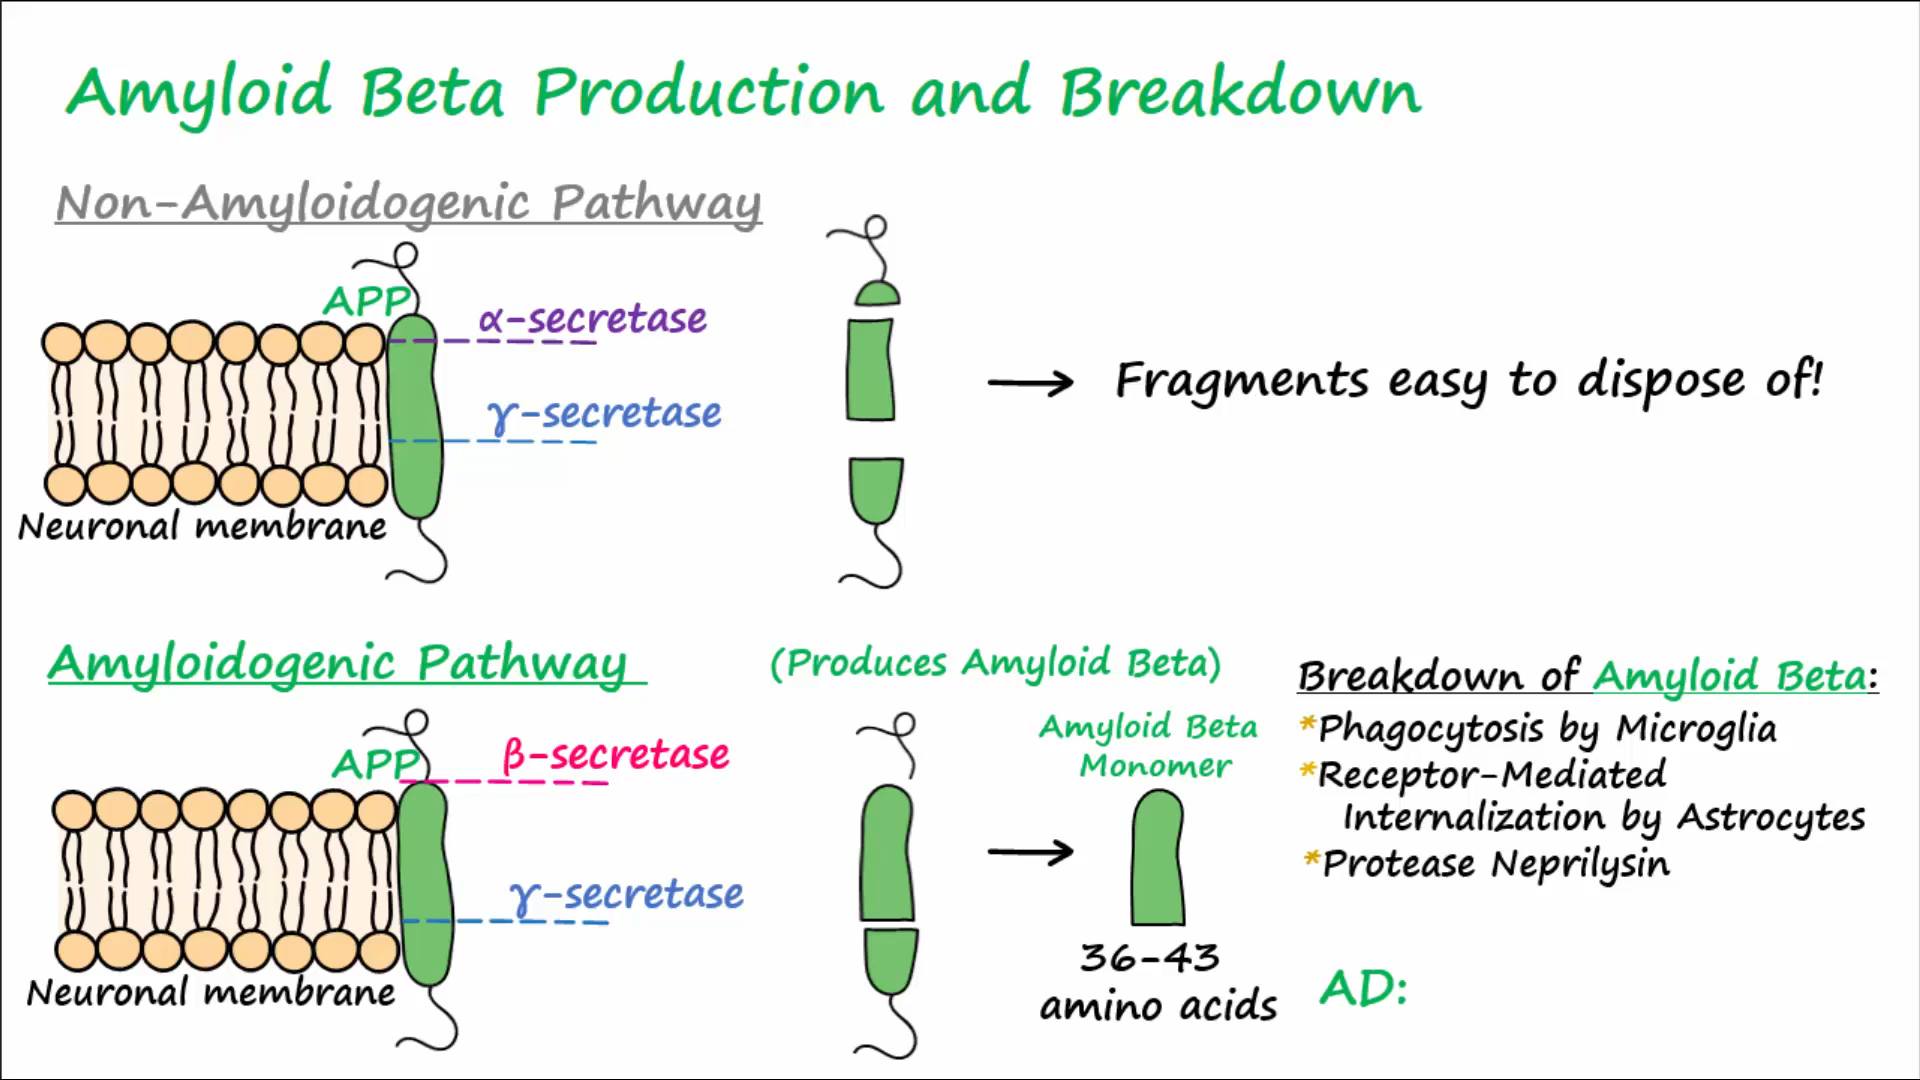 Amyloid Beta Production and Breakdown
Non-Amyloidogenic Pathway
APP
α-secretase
γ-secretase
Neuronal membrane
Fragments easy to dispose of!
Amyloidogenic Pathway
(Produces Amyloid Beta)
APP
β-secretase
γ-secretase
Neuronal membrane
Amyloid Beta
Monomer
36-43
amino acids
Breakdown of Amyloid Beta:
*Phagocytosis by Microglia
*Receptor-Mediated
Internalization by Astrocytes
*Protease Neprilysin
AD: